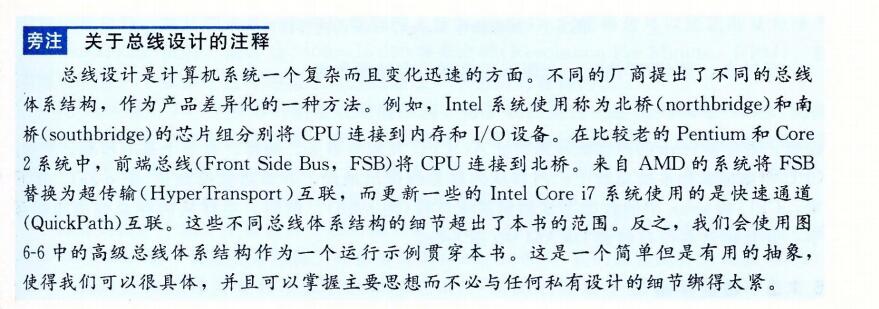 旁注 关于总线设计的注释
总线设计是计算机系统一个复杂而且变化迅速的方面。不同的厂商提出了不同的总线
体系结构，作为产品差异化的一种方法。例如，Intel 系统使用称为北桥(northbridge)和南
桥(southbridge)的芯片组分别将 CPU 连接到内存和 I/O 设备。在比较老的 Pentium 和 Core
2 系统中，前端总线(Front Side Bus，FSB)将 CPU 连接到北桥。来自 AMD 的系统将 FSB
替换为超传输(HyperTransport)互联，而更新一些的 Intel Core i7 系统使用的是快速通道
(QuickPath)互联。这些不同总线体系结构的细节超出了本书的范围。反之，我们会使用图
6-6 中的高级总线体系结构作为一个运行示例贯穿本书。这是一个简单但是有用的抽象，
使得我们可以很具体，并且可以掌握主要思想而不必与任何私有设计的细节绑得太紧。